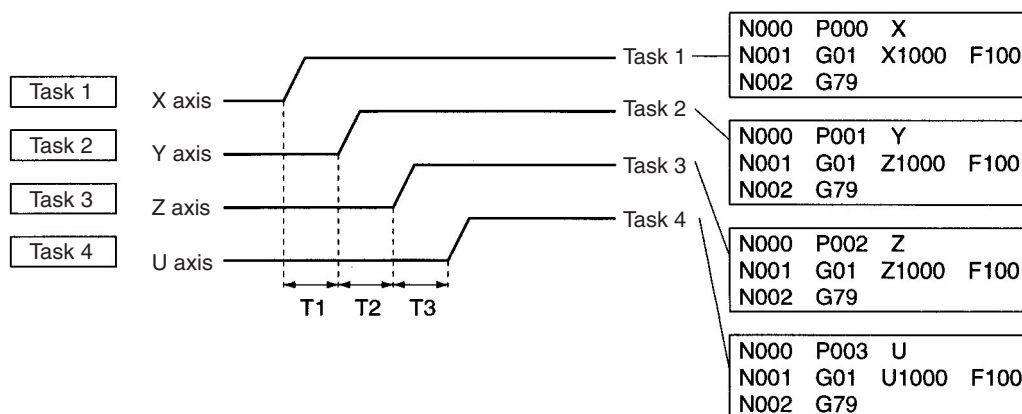 Task 1
Task 2
Task 3
Task 4
X axis
Y axis
Z axis
U axis
T1 T2 T3
Task 1
Task 2
Task 3
Task 4
N000 P000 X
N001 G01 X1000 F100
N002 G79
N000 P001 Y
N001 G01 Z1000 F100
N002 G79
N000 P002 Z
N001 G01 Z1000 F100
N002 G79
N000 P003 U
N001 G01 U1000 F100
N002 G79